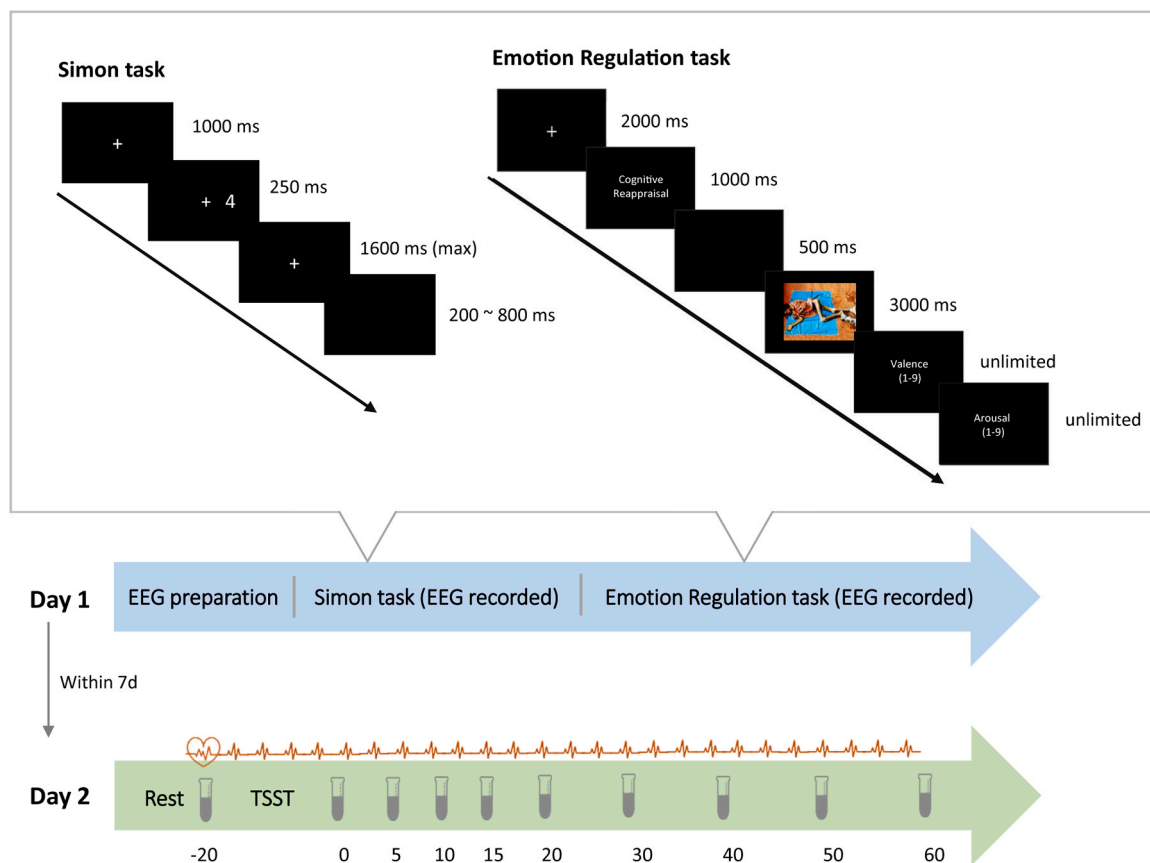 Simon task
Emotion Regulation task
+
1000 ms
+ 4
250 ms
+
1600 ms (max)
200 ~ 800 ms
+
2000 ms
Cognitive
Reappraisal
1000 ms
500 ms
3000 ms
Valence
(1-9)
unlimited
Arousal
(1-9)
unlimited
Day 1
EEG preparation
Simon task (EEG recorded)
Emotion Regulation task (EEG recorded)
Within 7d
Day 2
Rest
TSST
-20 0 5 10 15 20 30 40 50 60